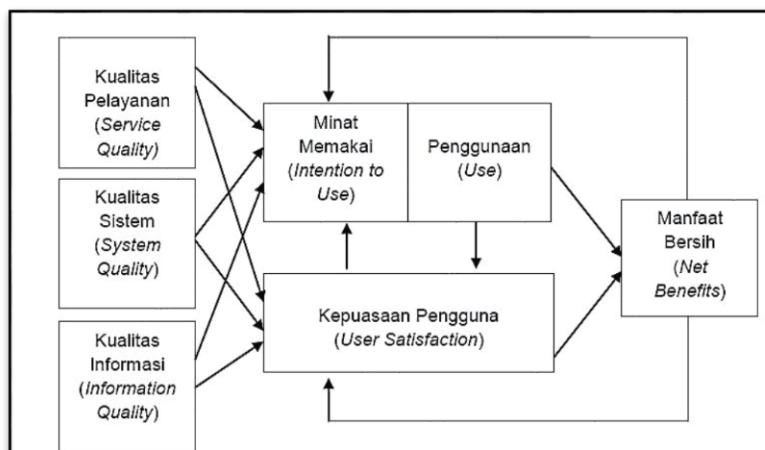 Kualitas
Pelayanan
(Service
Quality)
Kualitas
Sistem
(System
Quality)
Kualitas
Informasi
(Information
Quality)
Minat
Memakai
(Intention to
Use)
Penggunaan
(Use)
Kepuasaan Pengguna
(User Satisfaction)
Manfaat
Bersih
(Net
Benefits)